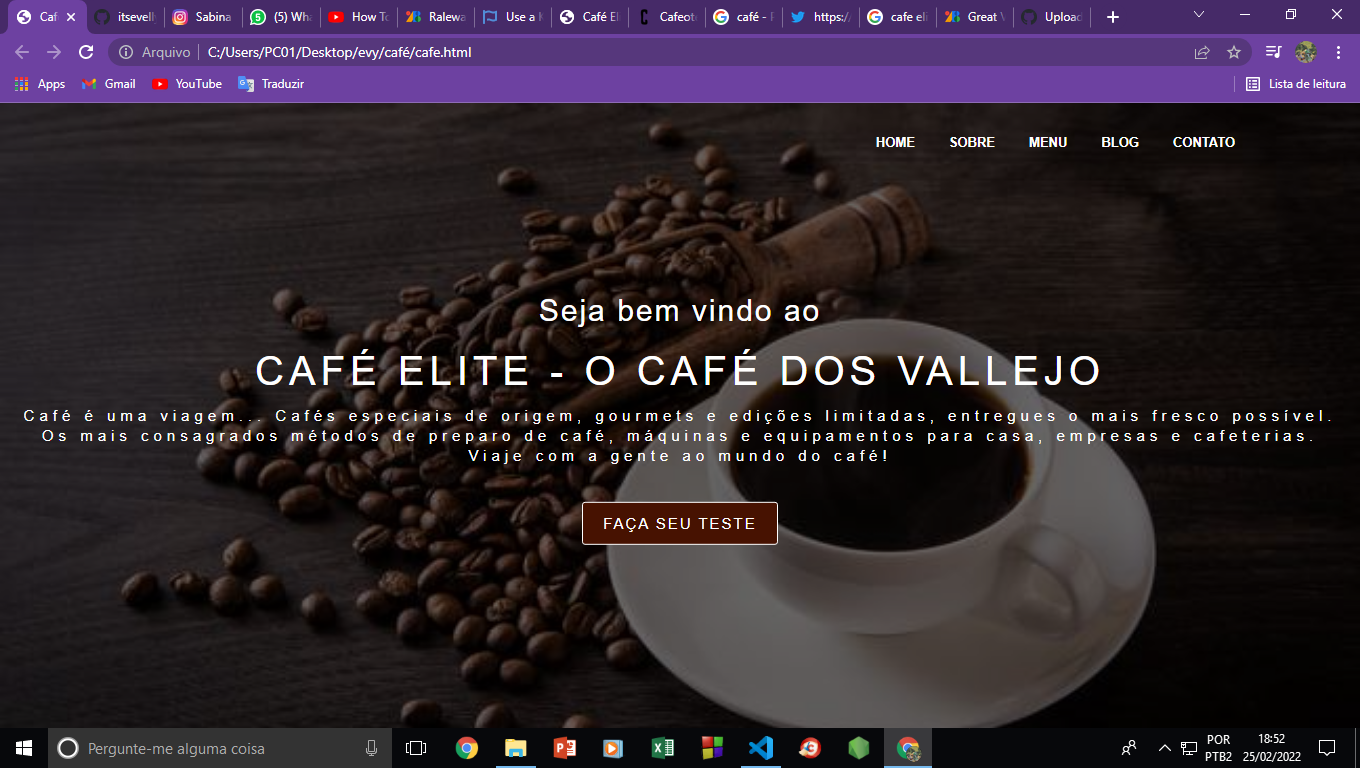 Caf
itsevell
Sabina
(5) Wha
How To
Ralewa
Use a K
Café El
Cafeot
café - P
https:/
cafe eli
Great V
Upload
Arquivo
C:/Users/PC01/Desktop/evy/café/cafe.html
Apps
Gmail
YouTube
Traduzir
Lista de leitura
HOME SOBRE MENU BLOG CONTATO
Seja bem vindo ao
CAFÉ ELITE - O CAFÉ DOS VALLEJO
Café é uma viagem... Cafés especiais de origem, gourmets e edições limitadas, entregues o mais fresco possível.
Os mais consagrados métodos de preparo de café, máquinas e equipamentos para casa, empresas e cafeterias.
Viaje com a gente ao mundo do café!
FAÇA SEU TESTE
Pergunte-me alguma coisa
POR
PTB2
18:52
25/02/2022